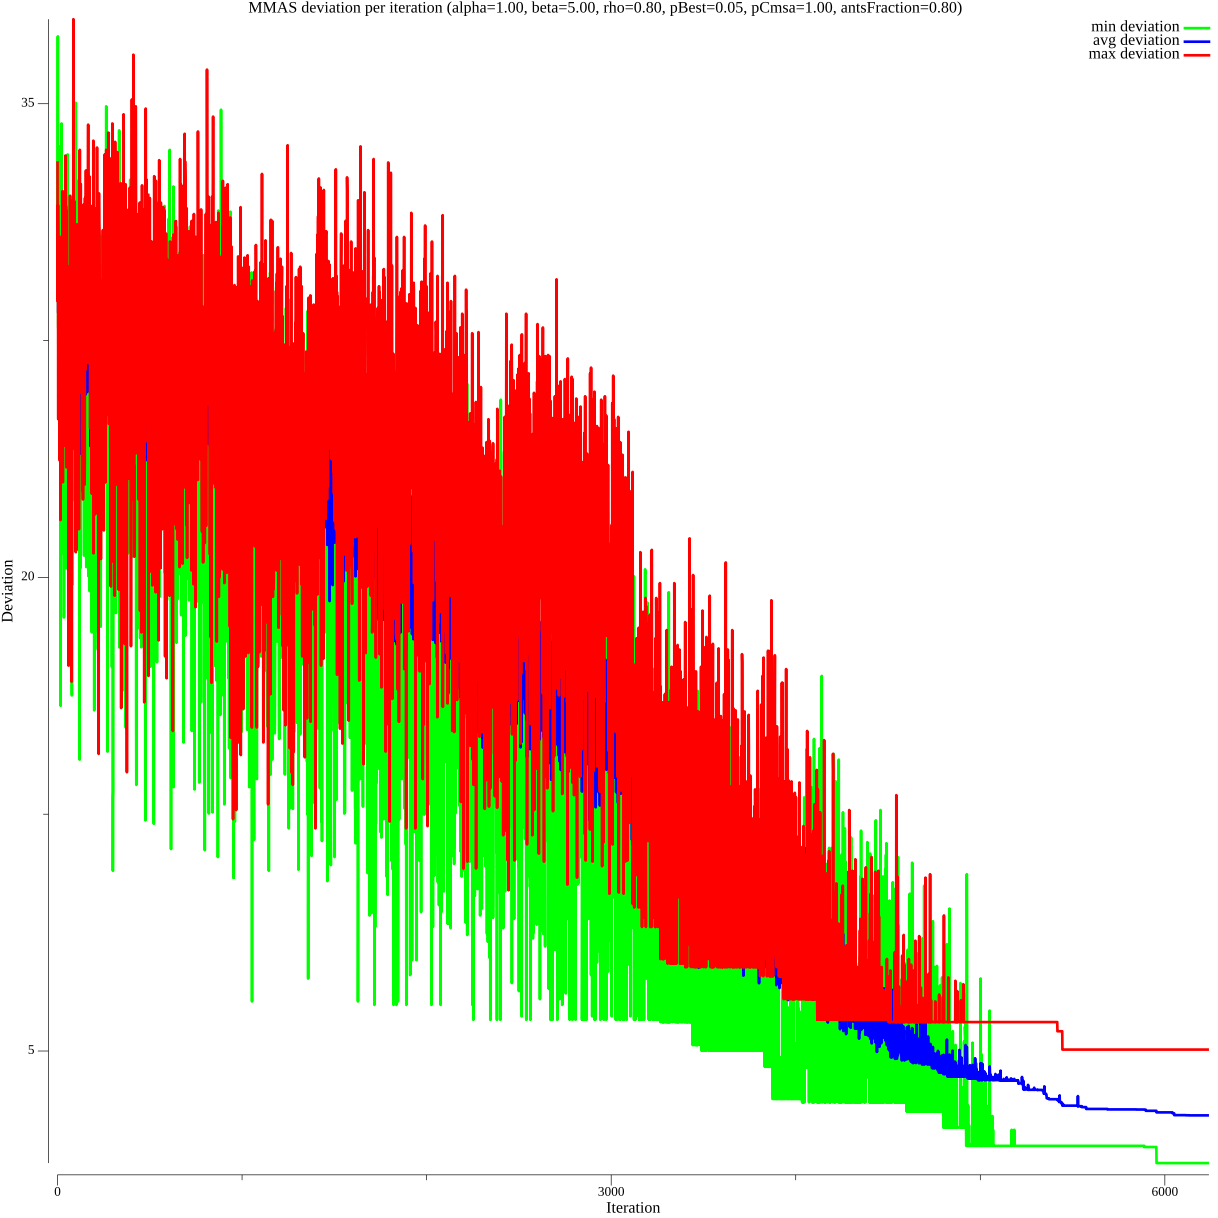 MMAS deviation per iteration (alpha=1.00, beta=5.00, rho=0.80, pBest=0.05, pCmsa=1.00, antsFraction=0.80)
min deviation
avg deviation
max deviation
35
20
5
Deviation
0
3000
6000
Iteration